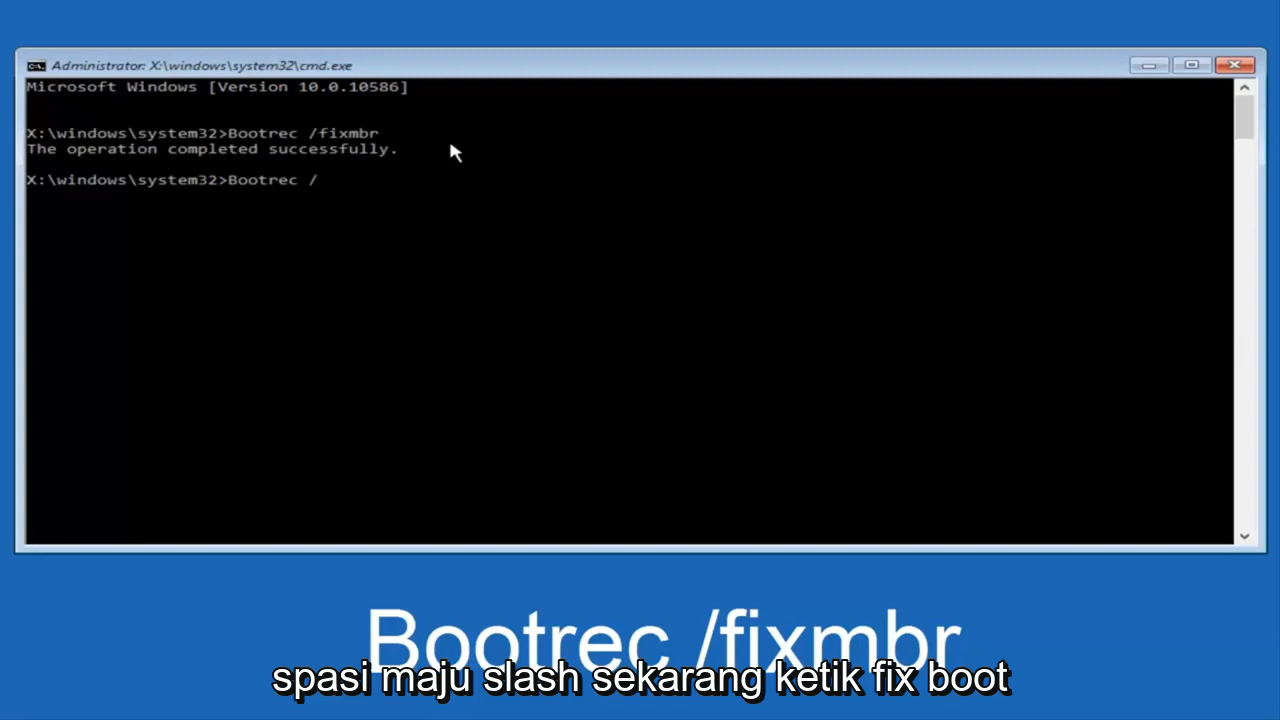 Administrator: X:\windows\system32\cmd.exe
Microsoft Windows [Version 10.0.10586]
X:\windows\system32>Bootrec /fixmbr
The operation completed successfully.
X:\windows\system32>Bootrec /
Bootrec /fixmbr
spasi maju slash sekarang ketik fix boot